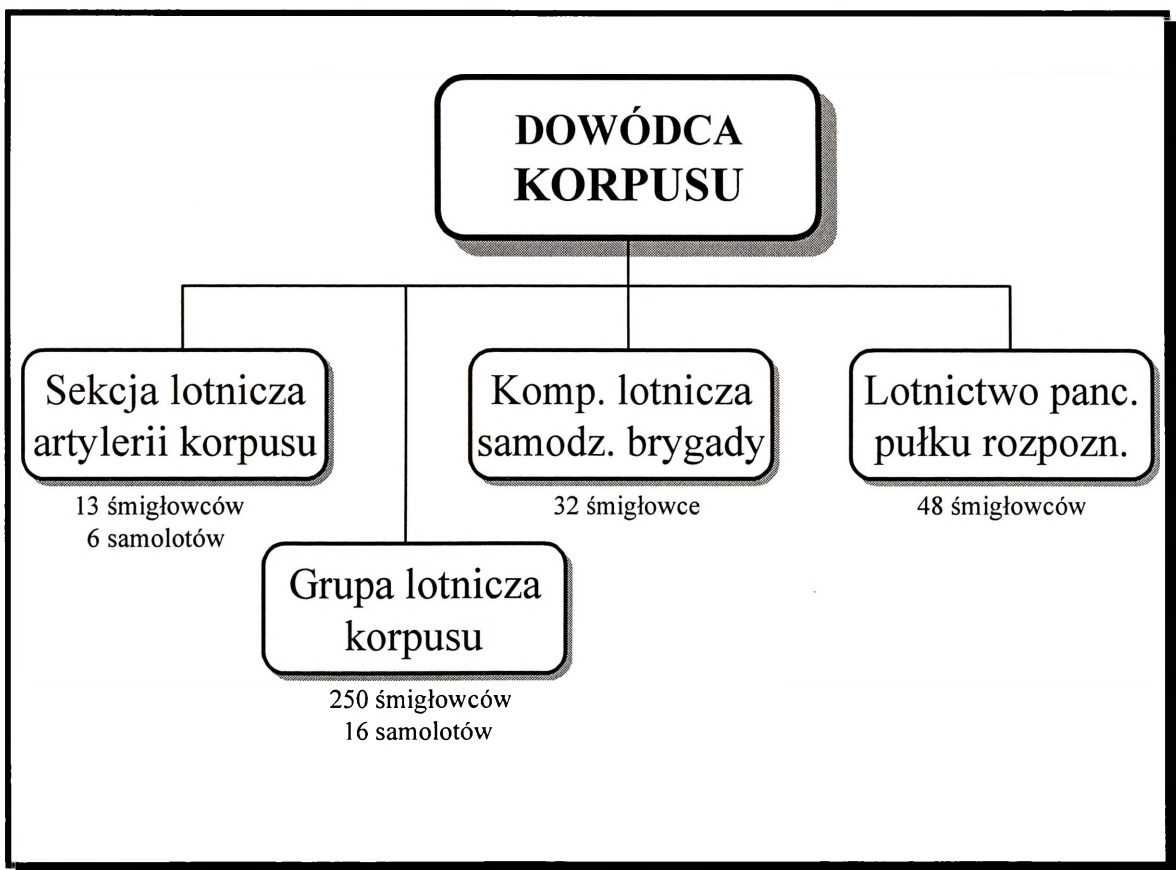 DOWÓDCA
KORPUSU
Sekcja lotnicza
artylerii korpusu
13 śmigłowców
6 samolotów
Grupa lotnicza
korpusu
250 śmigłowców
16 samolotów
Komp. lotnicza
samodz. brygady
32 śmigłowce
Lotnictwo panc.
pułku rozpozn.
48 śmigłowców